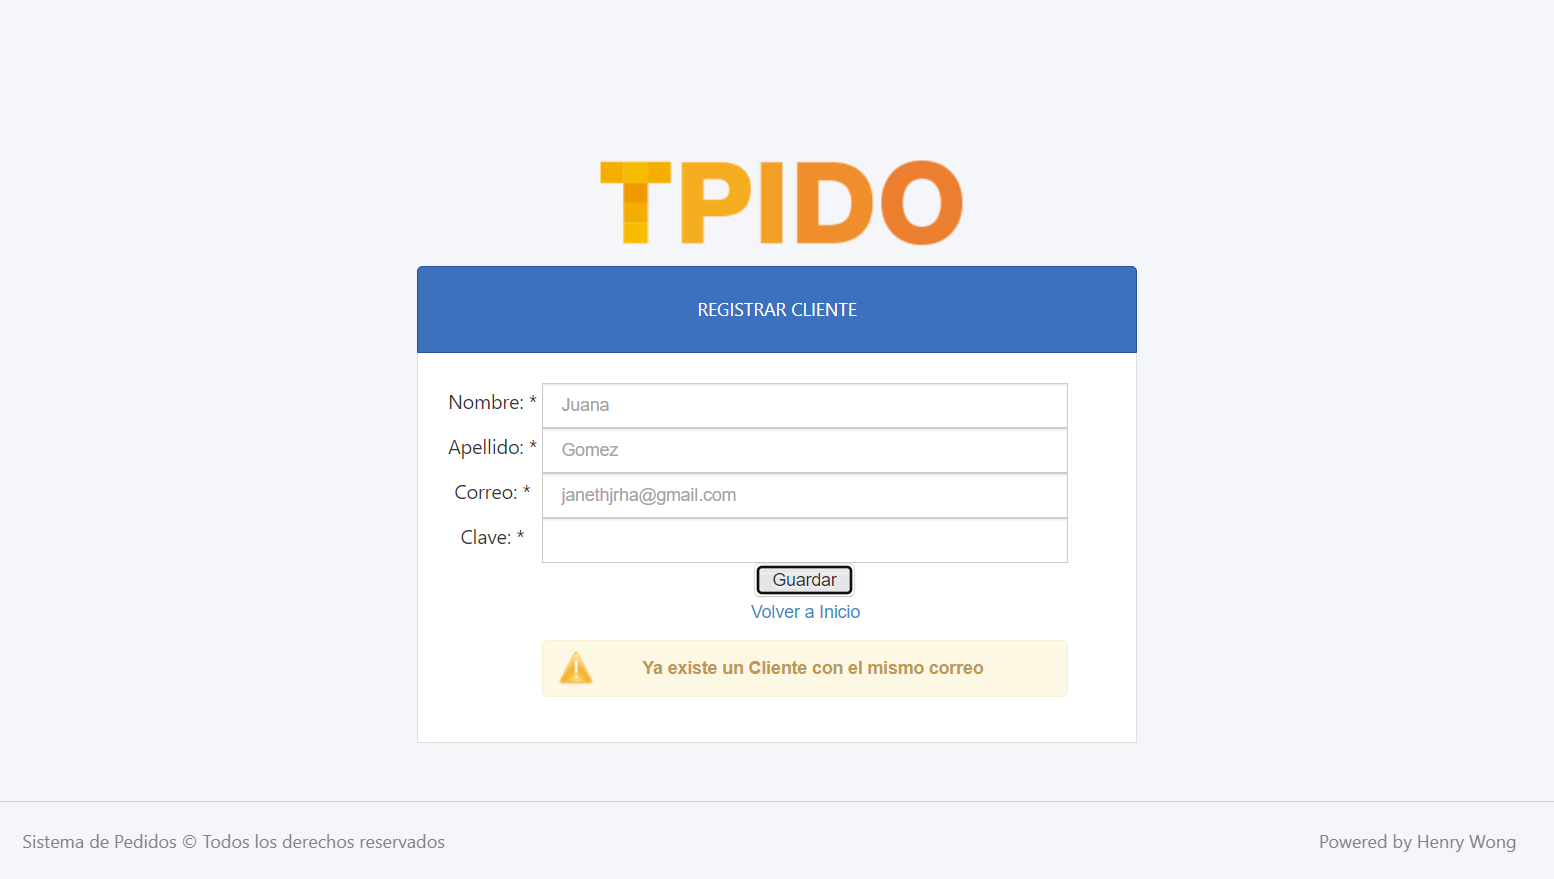 TPIDO
REGISTRAR CLIENTE
Nombre: * Juana
Apellido: * Gomez
Correo: * janethjrha@gmail.com
Clave: *
Guardar
Volver a Inicio
Ya existe un Cliente con el mismo correo
Sistema de Pedidos © Todos los derechos reservados
Powered by Henry Wong